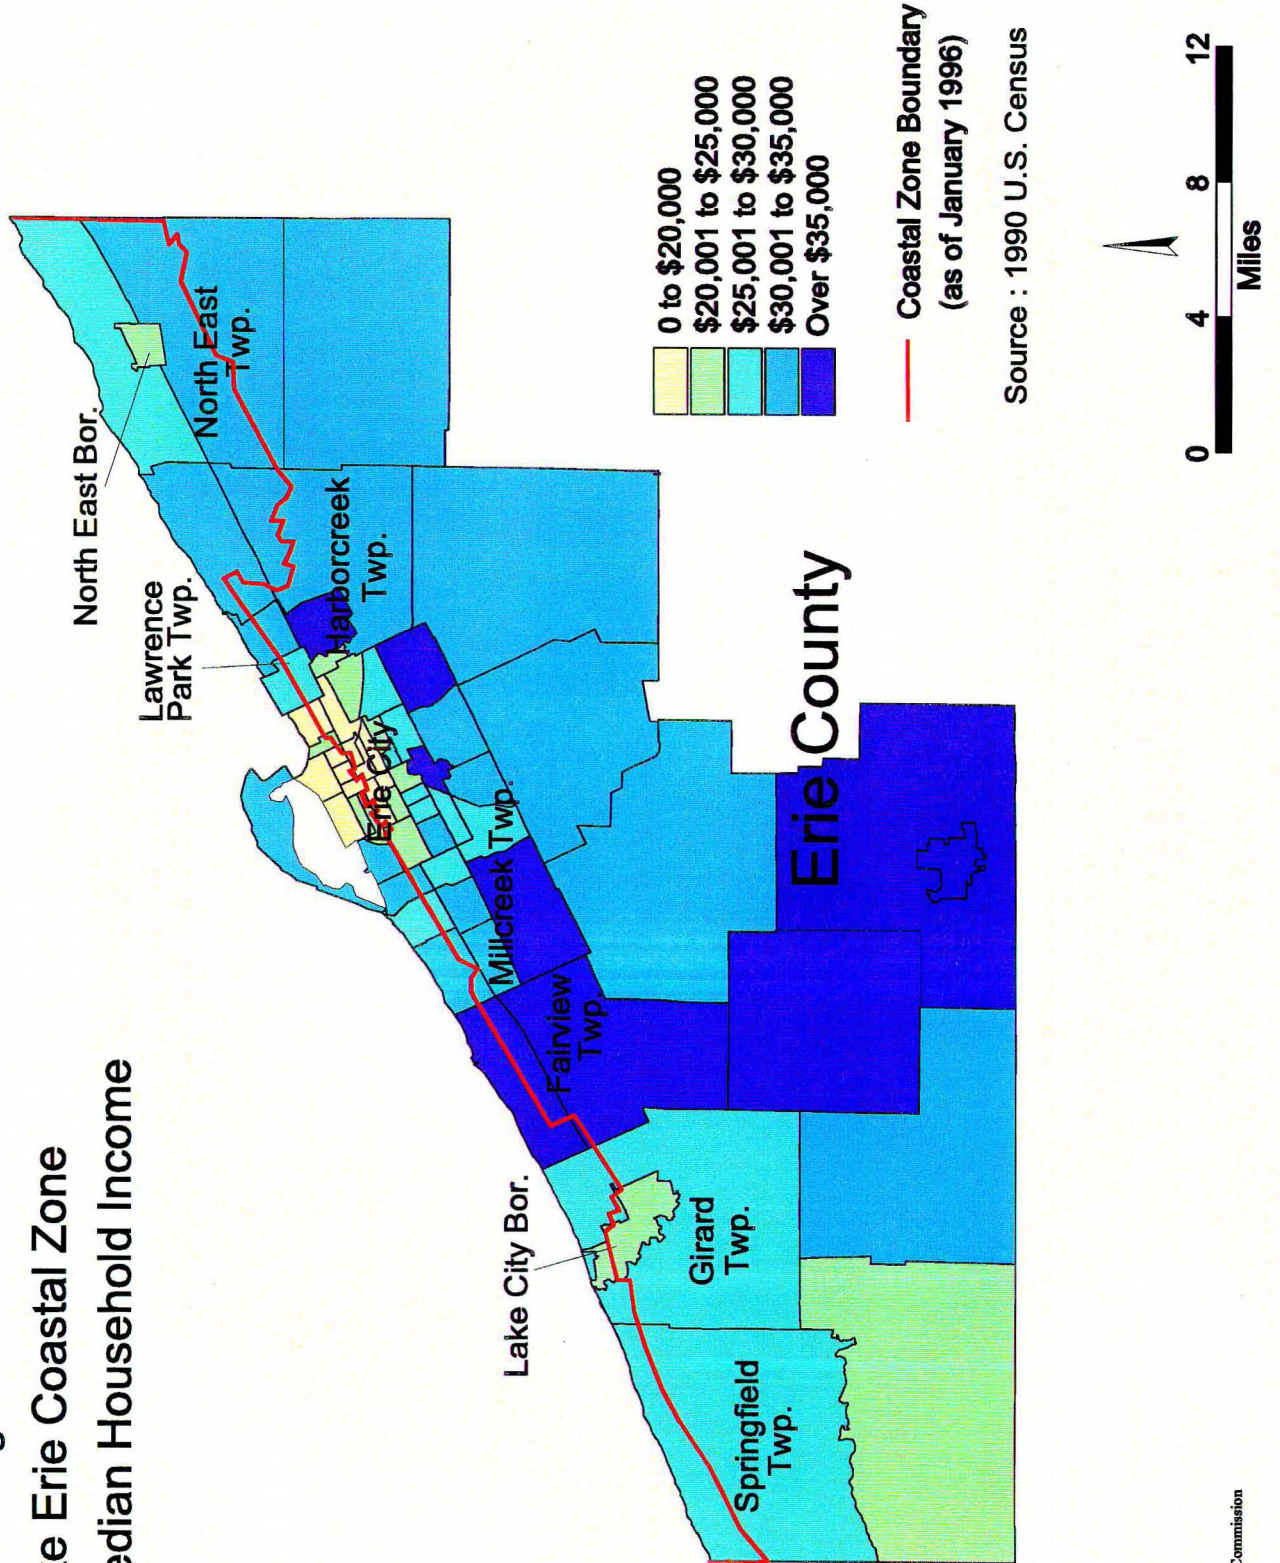 e Erie Coastal Zone
edian Household Income
North East Bor.
North East
Twp.
Lawrence
Park Twp.
Harborcreek
Twp.
Erie City
Millcreek Twp.
Fairview
Twp.
Lake City Bor.
Girard
Twp.
Springfield
Twp.
Erie County
0 to $20,000
$20,001 to $25,000
$25,001 to $30,000
$30,001 to $35,000
Over $35,000
Coastal Zone Boundary
(as of January 1996)
Source : 1990 U.S. Census
0 4 8 12
Miles
Commission